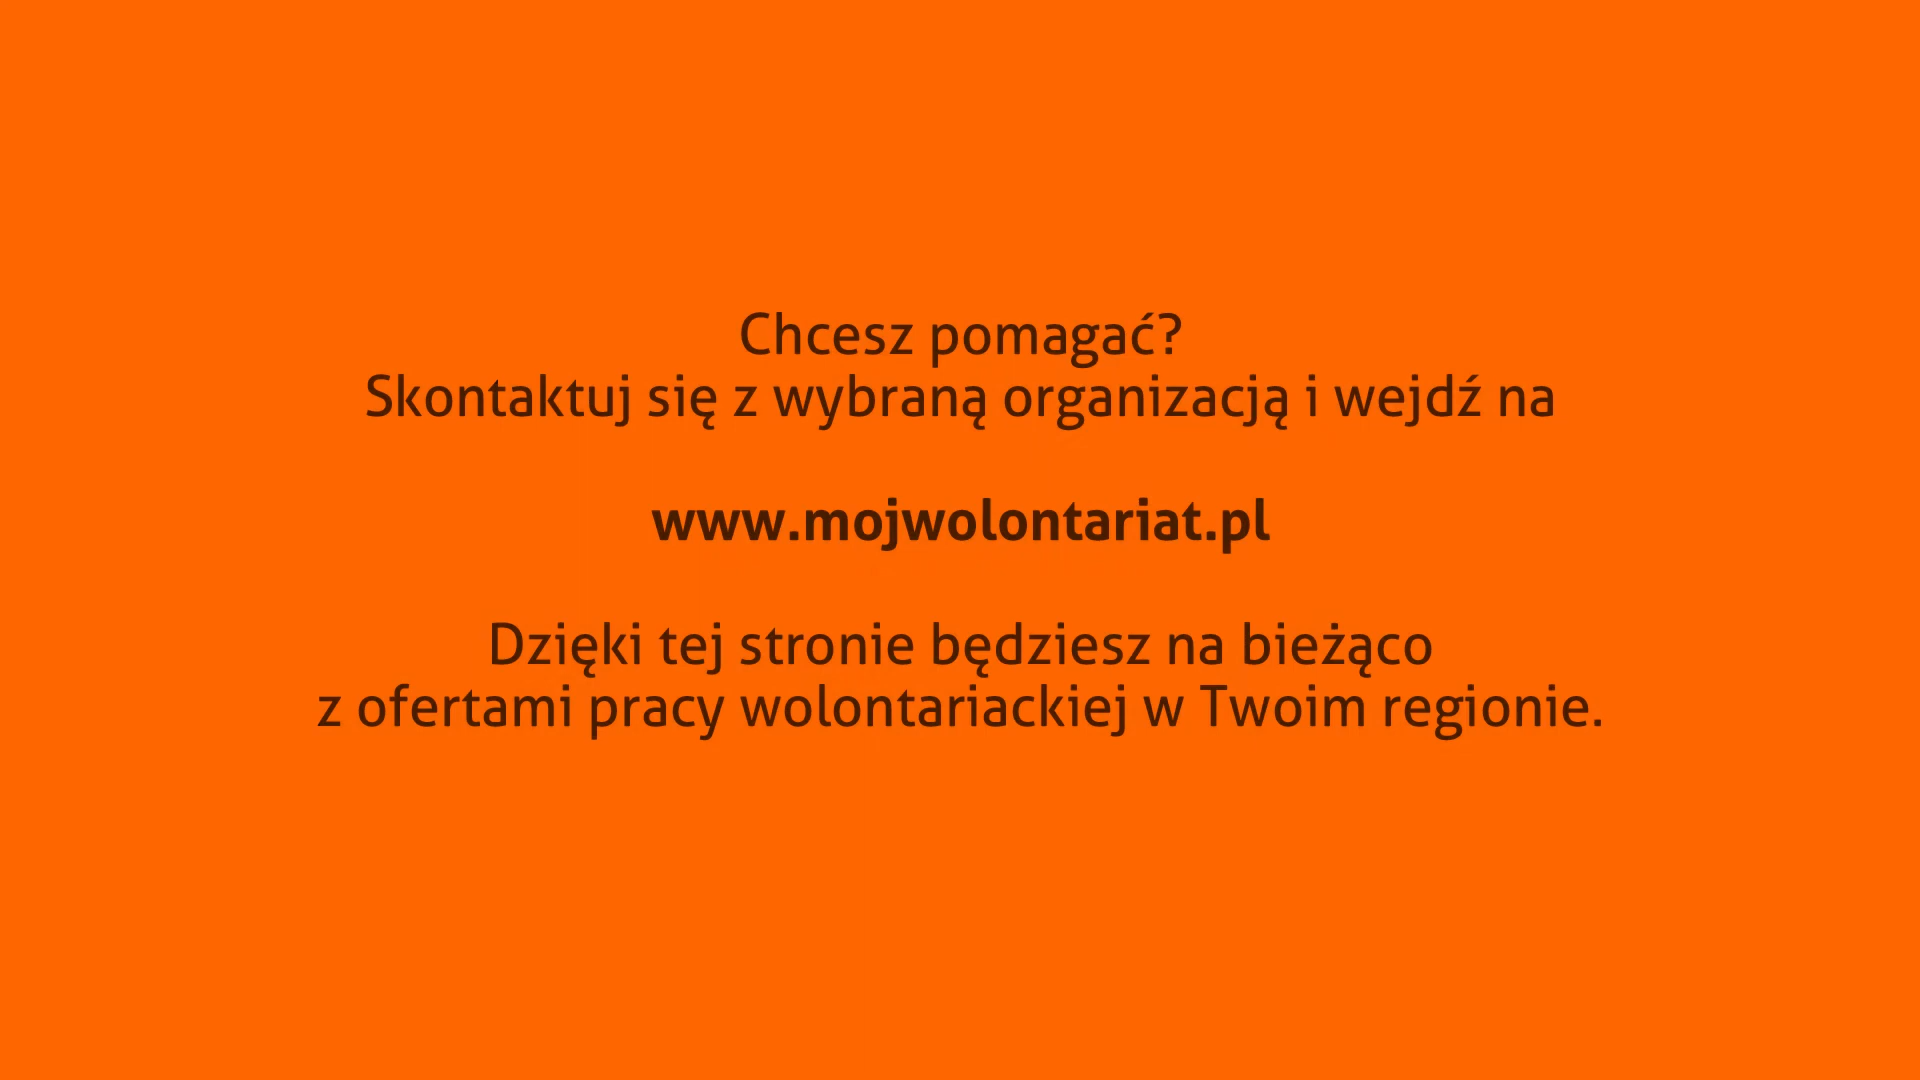 Chcesz pomagać?
Skontaktuj się z wybraną organizacją i wejdź na
www.mojwolontariat.pl
Dzięki tej stronie będziesz na bieżąco
z ofertami pracy wolontariackiej w Twoim regionie.